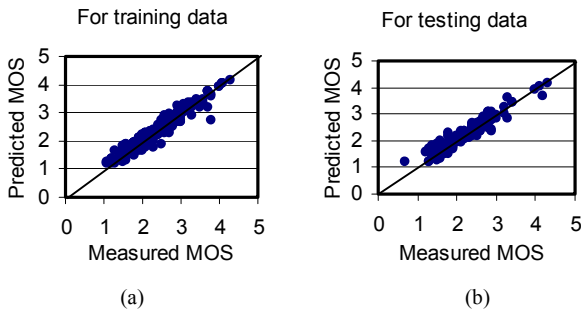 For training data
Predicted MOS
5
4
3
2
1
0
0 1 2 3 4 5
Measured MOS
(a)
For testing data
Predicted MOS
5
4
3
2
1
0
0 1 2 3 4 5
Measured MOS
(b)